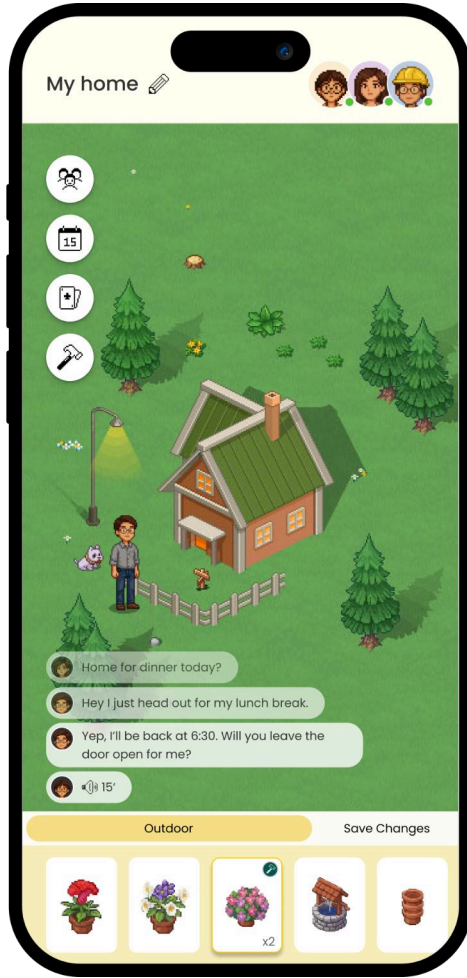 My home
15
Home for dinner today?
Hey I just head out for my lunch break.
Yep, I'll be back at 6:30. Will you leave the
door open for me?
15'
Outdoor
Save Changes
x2